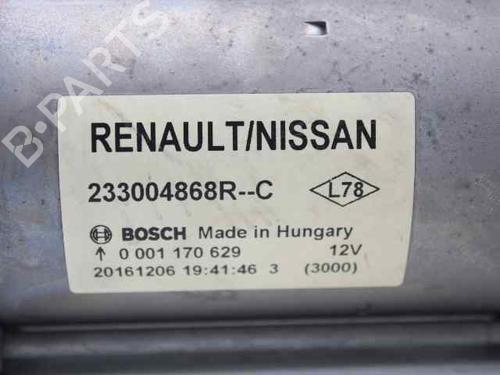 RENAULT/NISSAN
233004868R--C L78
BOSCH Made in Hungary
↑ 0 001 170 629 12V
20161206 19:41:46 3 (3000)
B-PARTS